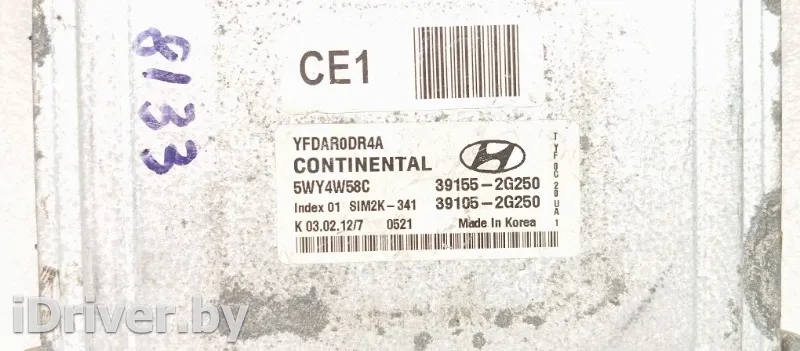 8133
CE1
YFDAR0DR4A
CONTINENTAL
5WY4W58C 39155-2G250
Index 01 SIM2K-341 39105-2G250
K 03.02.12/7 0521 Made in Korea
TYF0C20UA1
iDriver.by